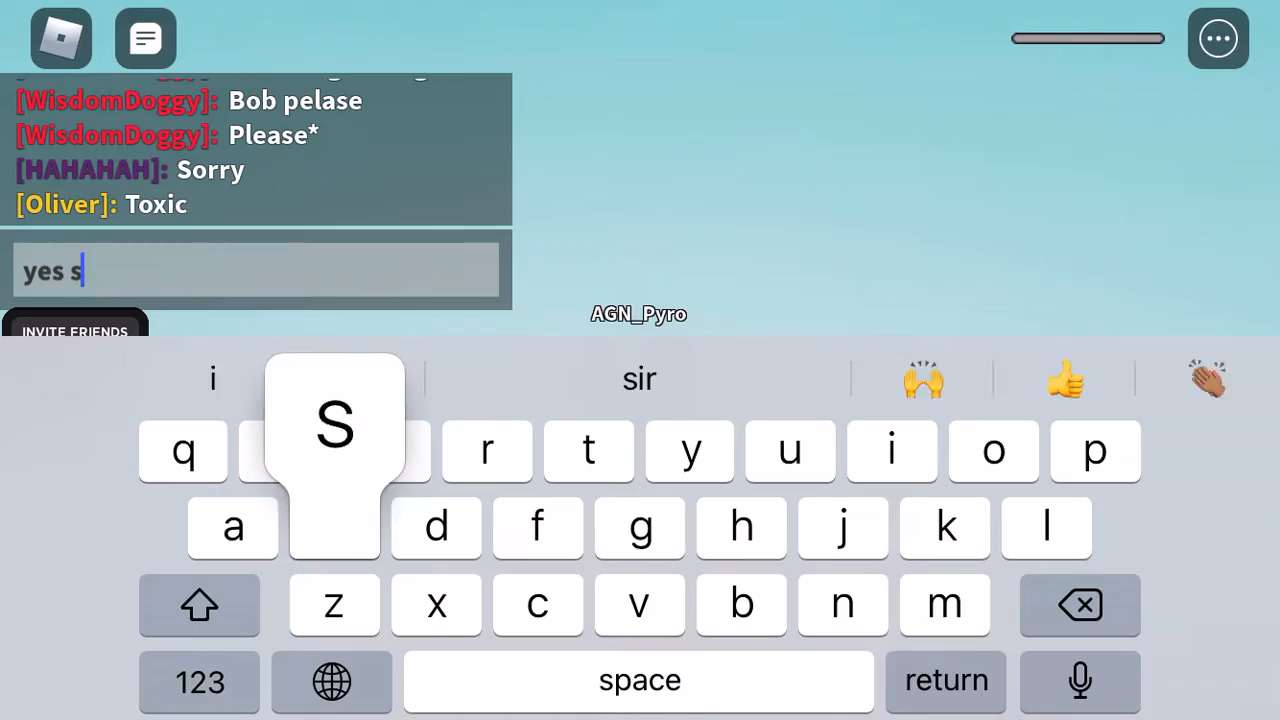 [WisdomDoggy]: Bob pelase
[WisdomDoggy]: Please*
[HAHAHAH]: Sorry
[Oliver]: Toxic
yes s
INVITE FRIENDS
AGN_Pyro
i sir
S
q r t y u i o p
a d f g h j k l
z x c v b n m
123 space return